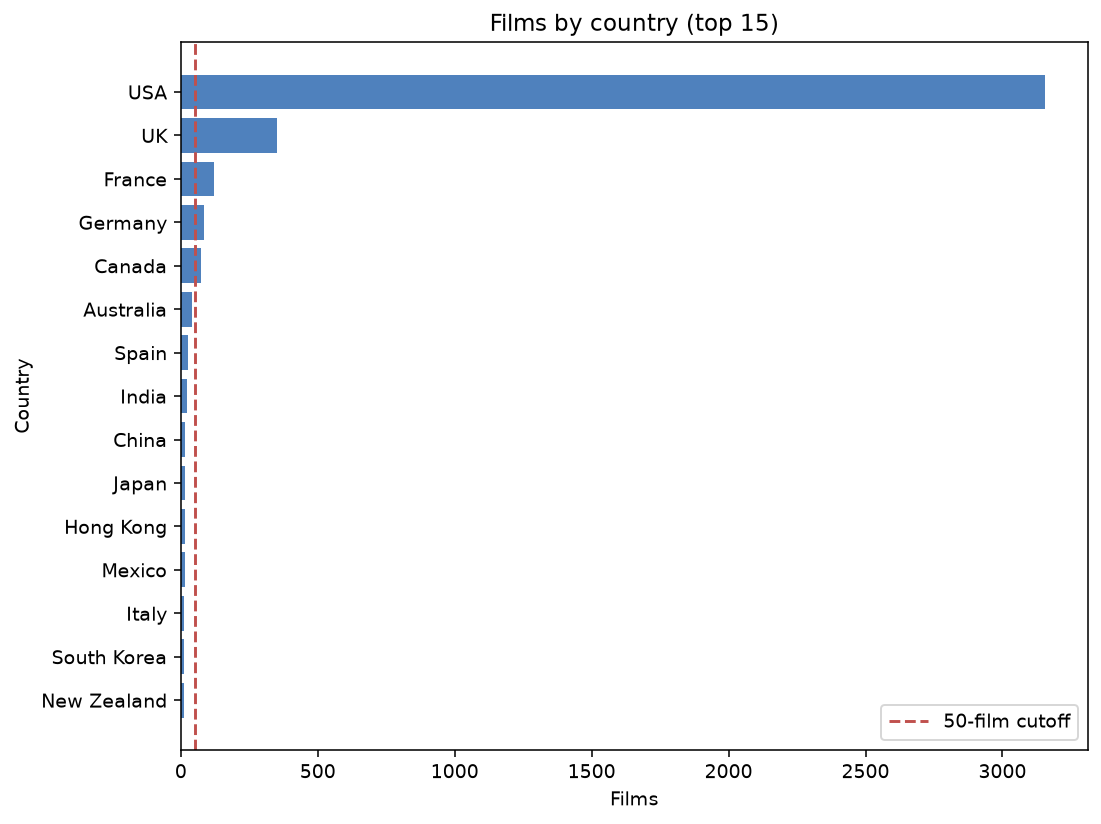 Films by country (top 15)
Country
USA
UK
France
Germany
Canada
Australia
Spain
India
China
Japan
Hong Kong
Mexico
Italy
South Korea
New Zealand
50-film cutoff
0 500 1000 1500 2000 2500 3000
Films